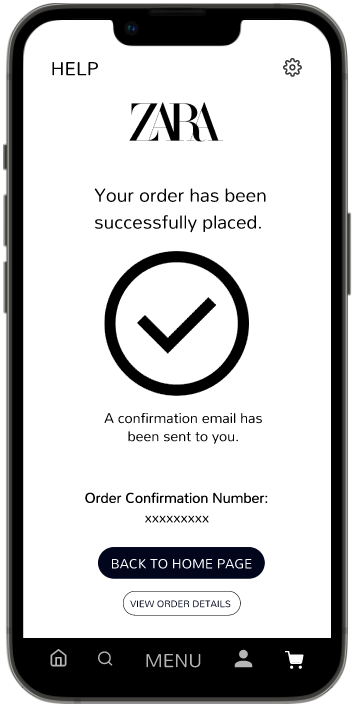 HELP
ZARA
Your order has been
successfully placed.
A confirmation email has
been sent to you.
Order Confirmation Number:
xxxxxxxxx
BACK TO HOME PAGE
VIEW ORDER DETAILS
MENU